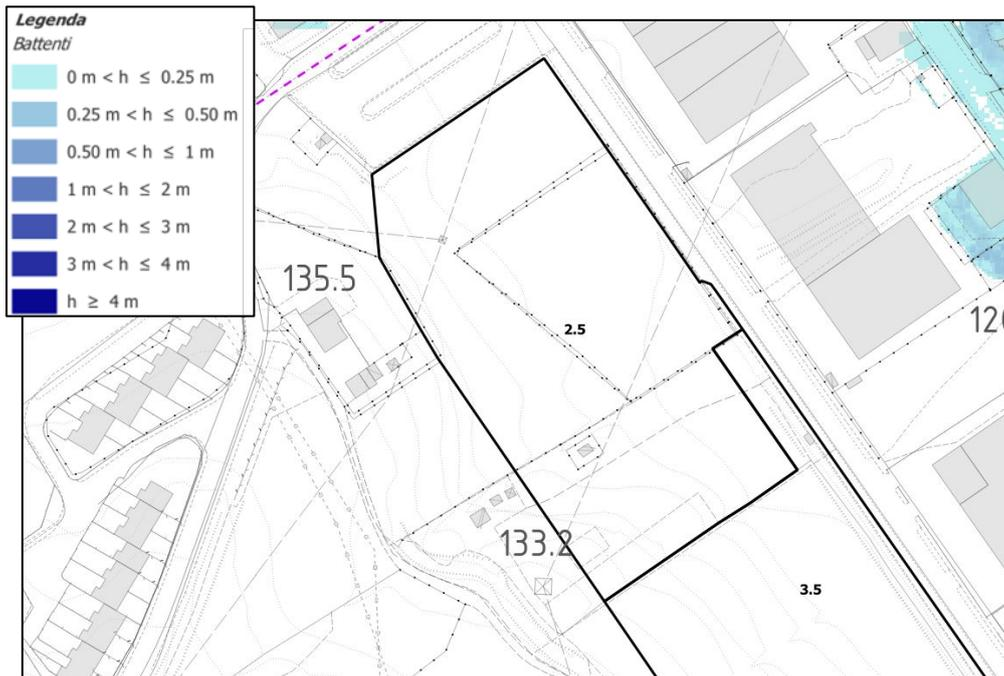 Legenda
Battenti
0 m < h ≤ 0.25 m
0.25 m < h ≤ 0.50 m
0.50 m < h ≤ 1 m
1 m < h ≤ 2 m
2 m < h ≤ 3 m
3 m < h ≤ 4 m
h ≥ 4 m
135.5
2.5
133.2
3.5